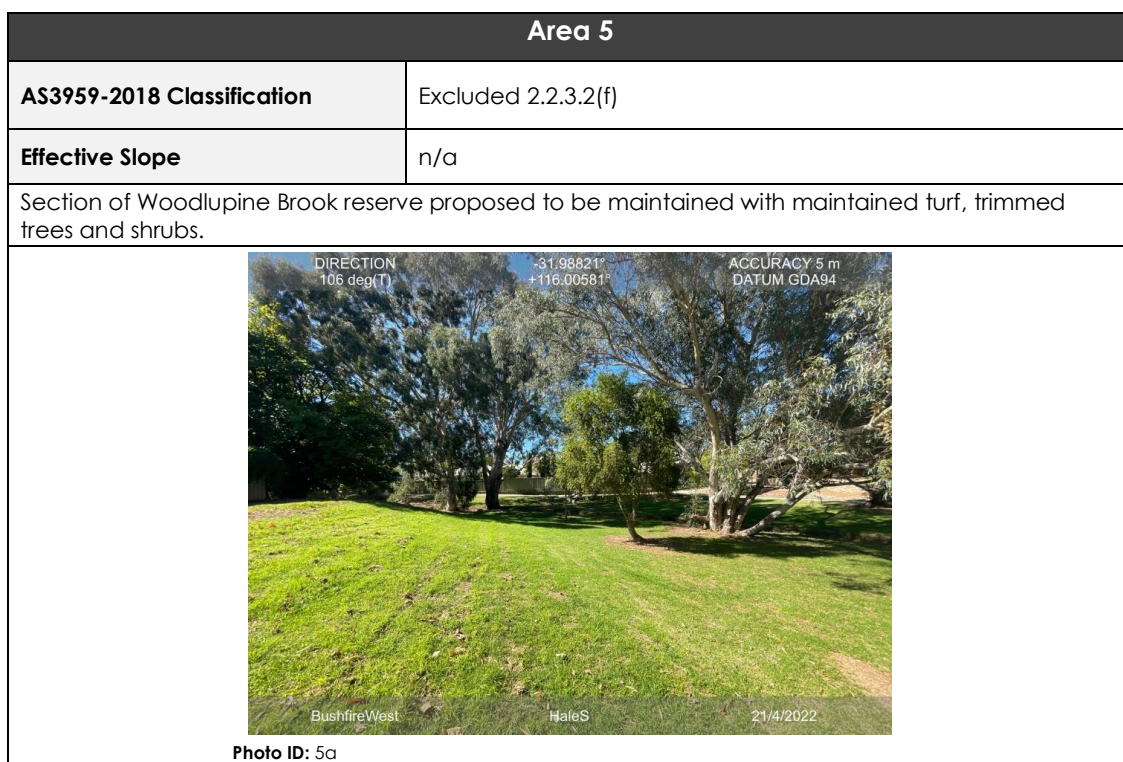 Area 5
AS3959-2018 Classification
Excluded 2.2.3.2(f)
Effective Slope
n/a
Section of Woodlupine Brook reserve proposed to be maintained with maintained turf, trimmed
trees and shrubs.
DIRECTION
106 deg(T)
-31.98821°
+116.00581°
ACCURACY 5 m
DATUM GDA94
BushfireWest
HaleS
21/4/2022
Photo ID: 5a